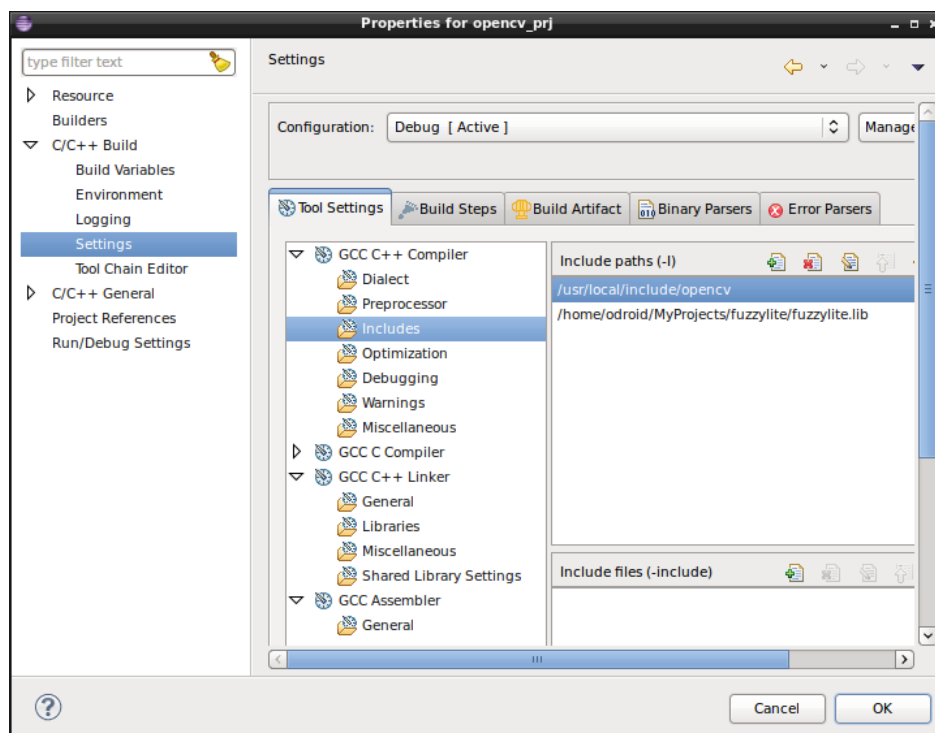 Properties for opencv_prj
type filter text
Resource
Builders
C/C++ Build
Build Variables
Environment
Logging
Settings
Tool Chain Editor
C/C++ General
Project References
Run/Debug Settings
Settings
Configuration: Debug [ Active ] Manage
Tool Settings Build Steps Build Artifact Binary Parsers Error Parsers
GCC C++ Compiler
Dialect
Preprocessor
Includes
Optimization
Debugging
Warnings
Miscellaneous
GCC C Compiler
GCC C++ Linker
General
Libraries
Miscellaneous
Shared Library Settings
GCC Assembler
General
Include paths (-I)
/usr/local/include/opencv
/home/odroid/MyProjects/fuzzylite/fuzzylite.lib
Include files (-include)
Cancel OK